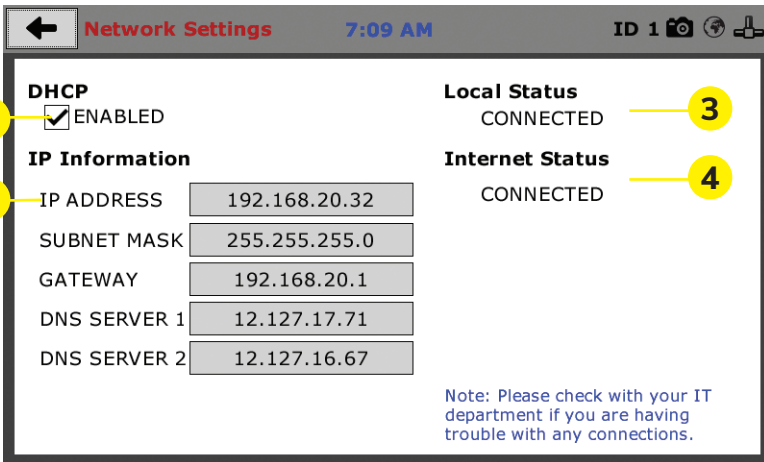 Network Settings 7:09 AM ID 1
DHCP
ENABLED
Local Status
CONNECTED
3
IP Information
Internet Status
CONNECTED
4
IP ADDRESS 192.168.20.32
SUBNET MASK 255.255.255.0
GATEWAY 192.168.20.1
DNS SERVER 1 12.127.17.71
DNS SERVER 2 12.127.16.67
Note: Please check with your IT
department if you are having
trouble with any connections.